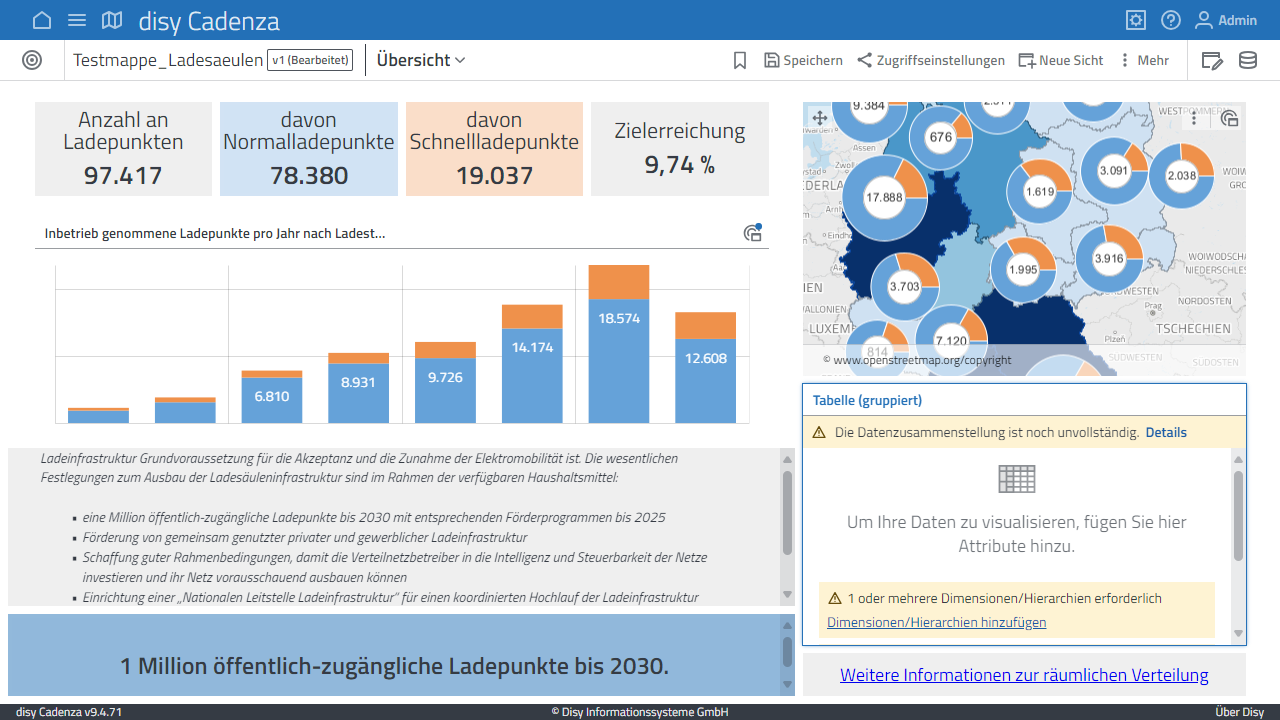 disy Cadenza
Admin
Testmappe_Ladesaeulen v1 (Bearbeitet)
Übersicht
Speichern
Zugriffseinstellungen
Neue Sicht
Mehr
Anzahl an
Ladepunkten
97.417
davon
Normalladepunkte
78.380
davon
Schnellladepunkte
19.037
Zielerreichung
9,74 %
Inbetrieb genommene Ladepunkte pro Jahr nach Ladest...
6.810
8.931
9.726
14.174
18.574
12.608
Ladeinfrastruktur Grundvoraussetzung für die Akzeptanz und die Zunahme der Elektromobilität ist. Die wesentlichen
Festlegungen zum Ausbau der Ladesäuleninfrastruktur sind im Rahmen der verfügbaren Haushaltsmittel:
▪ eine Million öffentlich-zugängliche Ladepunkte bis 2030 mit entsprechenden Förderprogrammen bis 2025
▪ Förderung von gemeinsam genutzter privater und gewerblicher Ladeinfrastruktur
▪ Schaffung guter Rahmenbedingungen, damit die Verteilnetzbetreiber in die Intelligenz und Steuerbarkeit der Netze
investieren und ihr Netz vorausschauend ausbauen können
▪ Einrichtung einer „Nationalen Leitstelle Ladeinfrastruktur“ für einen koordinierten Hochlauf der Ladeinfrastruktur
1 Million öffentlich-zugängliche Ladepunkte bis 2030.
9.384
676
17.888
1.619
3.091
2.038
3.703
1.995
3.916
814
7.120
Assen
Zwol
Eindh
LUXEM
Prag
Plzeň
WOIWODSCHA
NIEDERSCHLES
NORDOSTEN
TSCHECHIEN
SÜDWESTEN
SÜDOSTEN
© www.openstreetmap.org/copyright
Tabelle (gruppiert)
Die Datenzusammenstellung ist noch unvollständig. Details
Um Ihre Daten zu visualisieren, fügen Sie hier
Attribute hinzu.
1 oder mehrere Dimensionen/Hierarchien erforderlich
Dimensionen/Hierarchien hinzufügen
Weitere Informationen zur räumlichen Verteilung
disy Cadenza v9.4.71
© Disy Informationssysteme GmbH
Über Disy